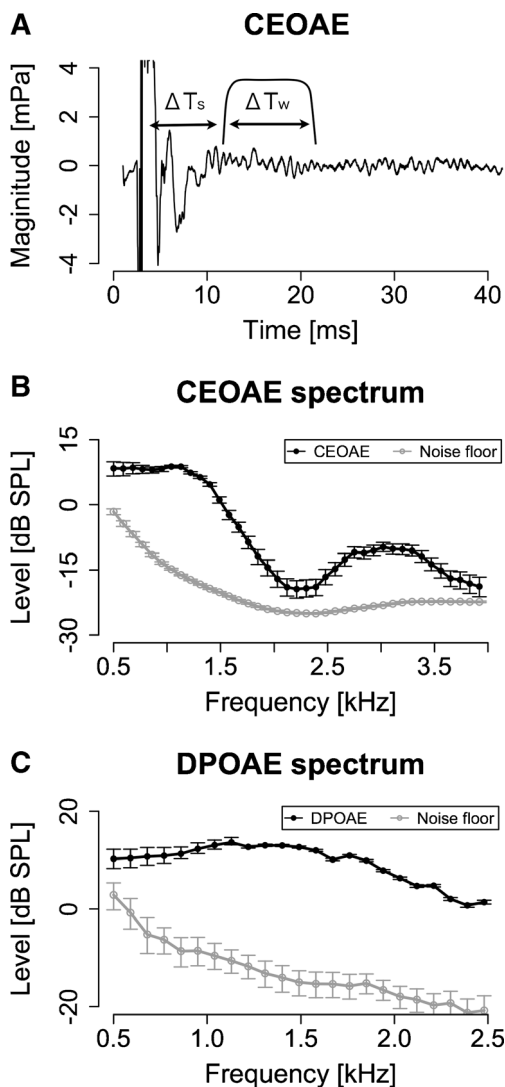 A
CEOAE
Maginitude [mPa]
4
2
0
-2
-4
ΔTs
ΔTw
0 10 20 30 40
Time [ms]
B
CEOAE spectrum
Level [dB SPL]
15
0
-15
-30
CEOAE Noise floor
0.5 1.5 2.5 3.5
Frequency [kHz]
C
DPOAE spectrum
Level [dB SPL]
20
0
-20
DPOAE Noise floor
0.5 1.0 1.5 2.0 2.5
Frequency [kHz]